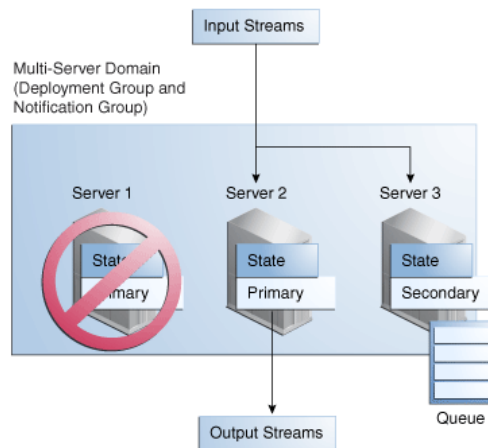 Input Streams
Multi-Server Domain
(Deployment Group and
Notification Group)
Server 1
Server 2
Server 3
State
Primary
State
Primary
State
Secondary
Queue
Output Streams